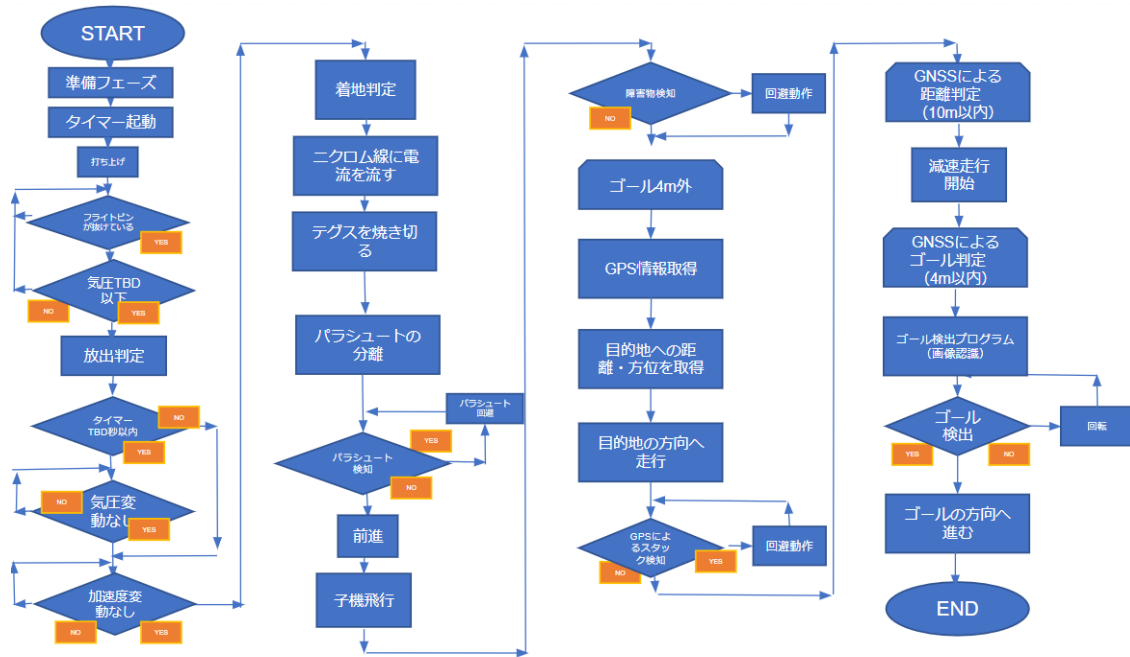 START
準備フェーズ
タイマー起動
打ち上げ
フライトピン
が抜けている
YES
気圧TBD
以下
NO
YES
放出判定
タイマー
TBD秒以内
NO
YES
気圧変
動なし
NO
YES
加速度変
動なし
NO
YES
着地判定
ニクロム線に電
流を流す
テグスを焼き切
る
パラシュートの
分離
パラシュート
回避
パラシュート
検知
YES
NO
前進
子機飛行
障害物検知
NO
回避動作
ゴール4m外
GPS情報取得
目的地への距
離・方位を取得
目的地の方向へ
走行
GPSによ
るスタッ
ク検知
NO
YES
回避動作
GNSSによる
距離判定
（10m以内）
減速走行
開始
GNSSによる
ゴール判定
（4m以内）
ゴール検出プログラム
（画像認識）
ゴール
検出
YES
NO
回転
ゴールの方向へ
進む
END